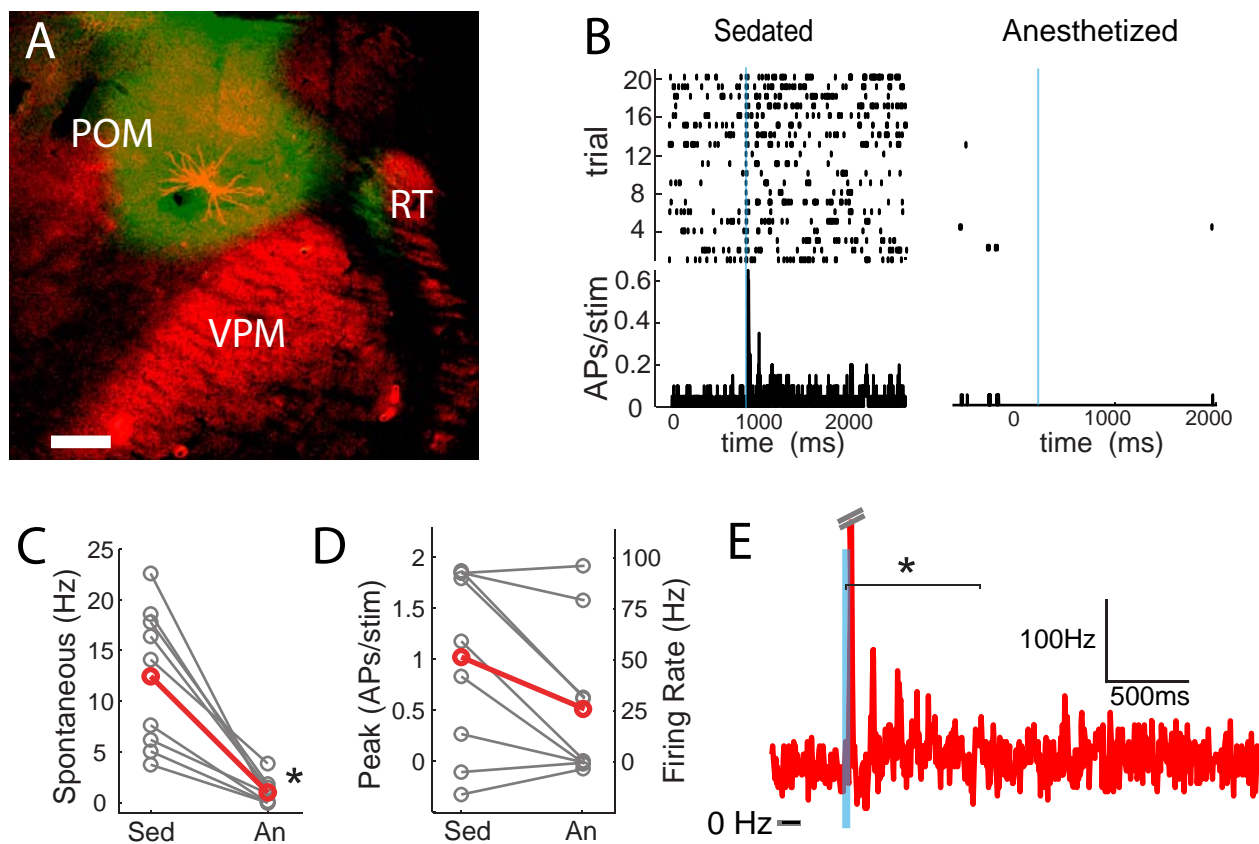 A
POM
RT
VPM
B
Sedated
Anesthetized
20
16
12
8
4
trial
0.6
0.4
0.2
0
APs/stim
0 1000 2000
time (ms)
0 1000 2000
time (ms)
C
25
20
15
10
5
0
Spontaneous (Hz)
*
Sed An
D
2
1.5
1
0.5
0
Peak (APs/stim)
100
75
50
25
0
Firing Rate (Hz)
Sed An
E
*
100Hz
500ms
0 Hz